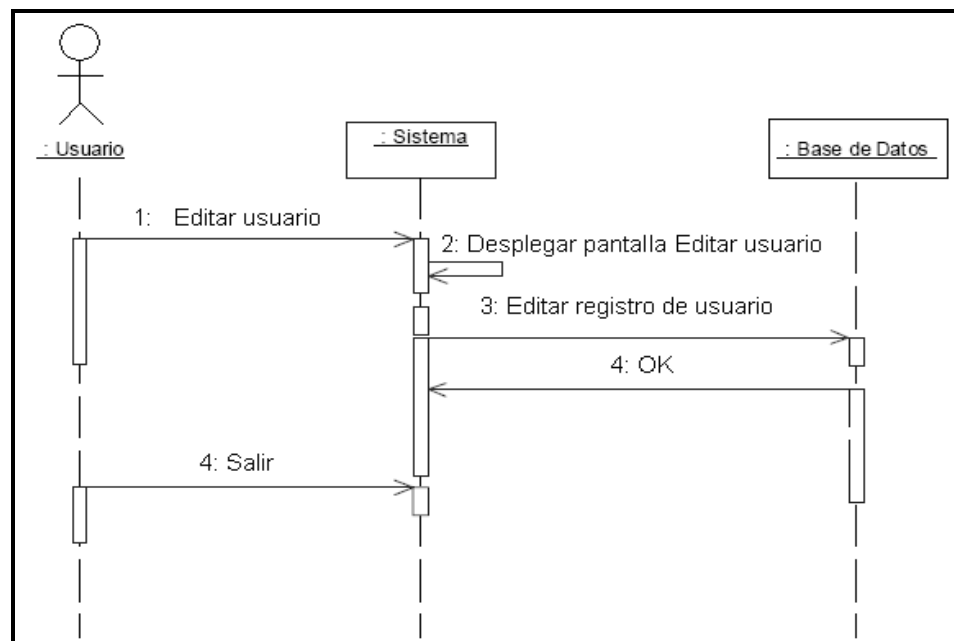 : Usuario
: Sistema
: Base de Datos
1: Editar usuario
2: Desplegar pantalla Editar usuario
3: Editar registro de usuario
4: OK
4: Salir